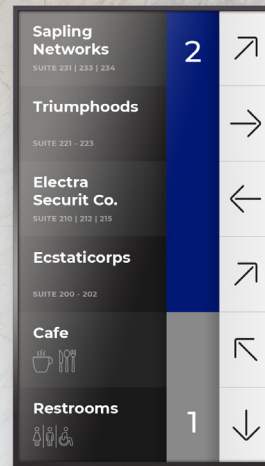 Sapling
Networks
2
SUITE 231 | 233 | 234
Triumphoods
SUITE 221 - 223
Electra
Securit Co.
SUITE 210 | 212 | 215
Ecstaticorps
SUITE 200 - 202
Cafe
Restrooms
1